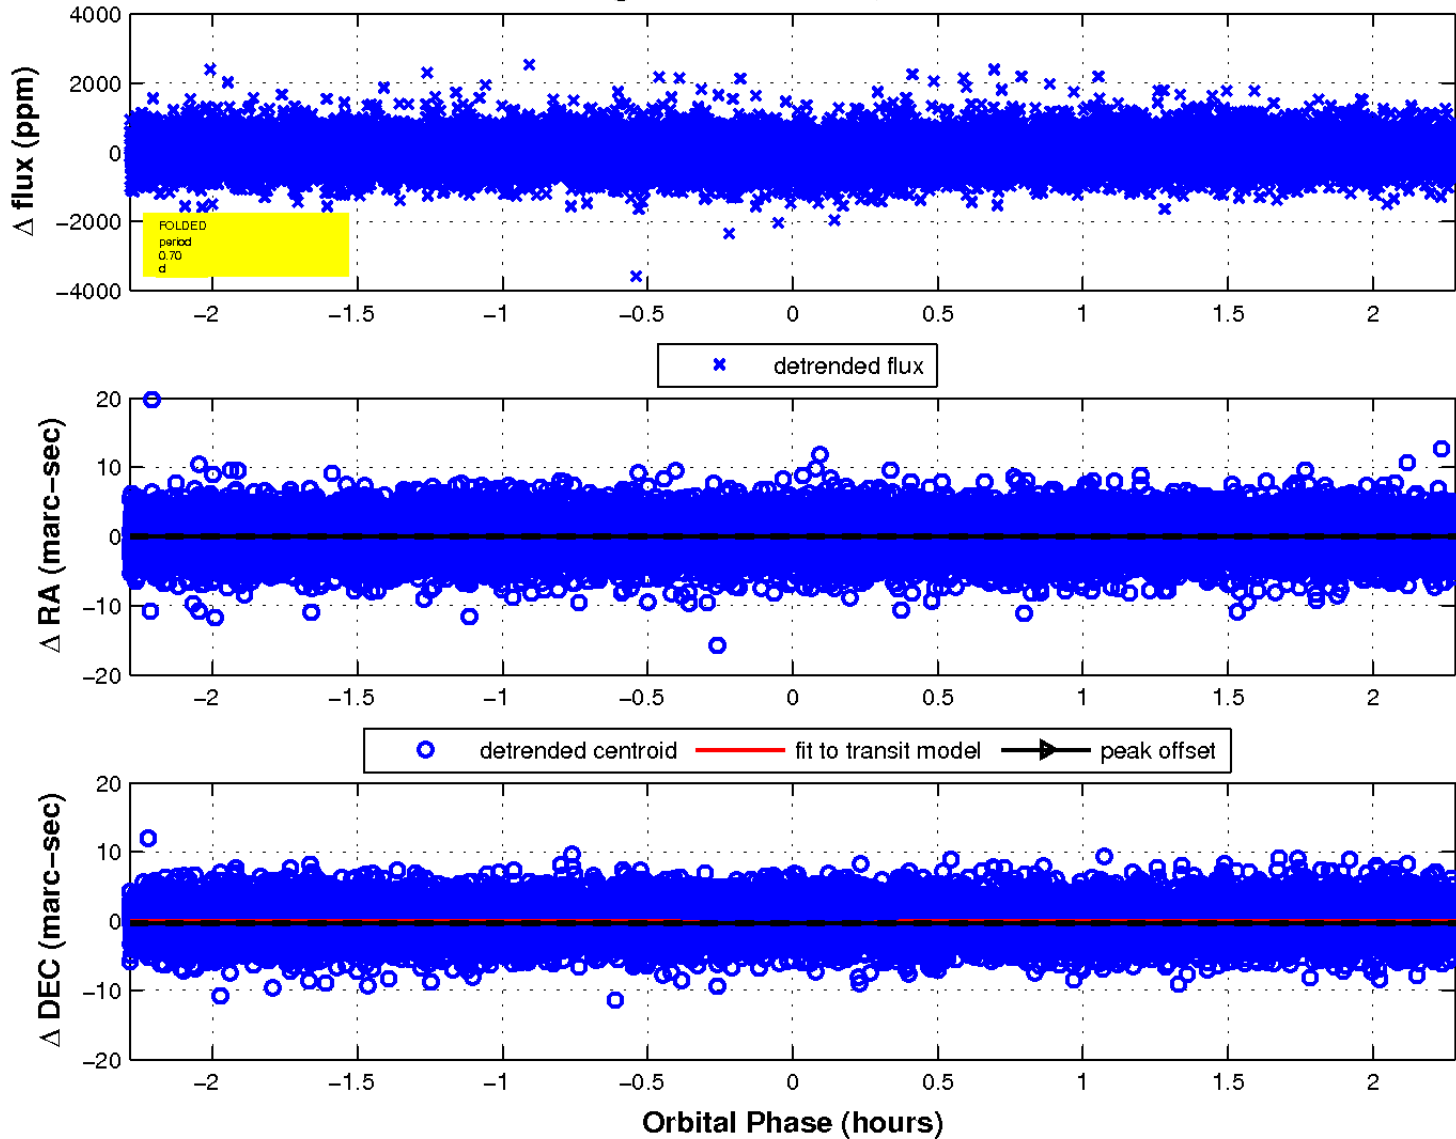 4000
2000
0
−2000
−4000
Δ flux (ppm)
FOLDED
period
0.70
d
−2 −1.5 −1 −0.5 0 0.5 1 1.5 2
detrended flux
20
10
0
−10
−20
Δ RA (marc−sec)
−2 −1.5 −1 −0.5 0 0.5 1 1.5 2
detrended centroid fit to transit model peak offset
20
10
0
−10
−20
Δ DEC (marc−sec)
−2 −1.5 −1 −0.5 0 0.5 1 1.5 2
Orbital Phase (hours)